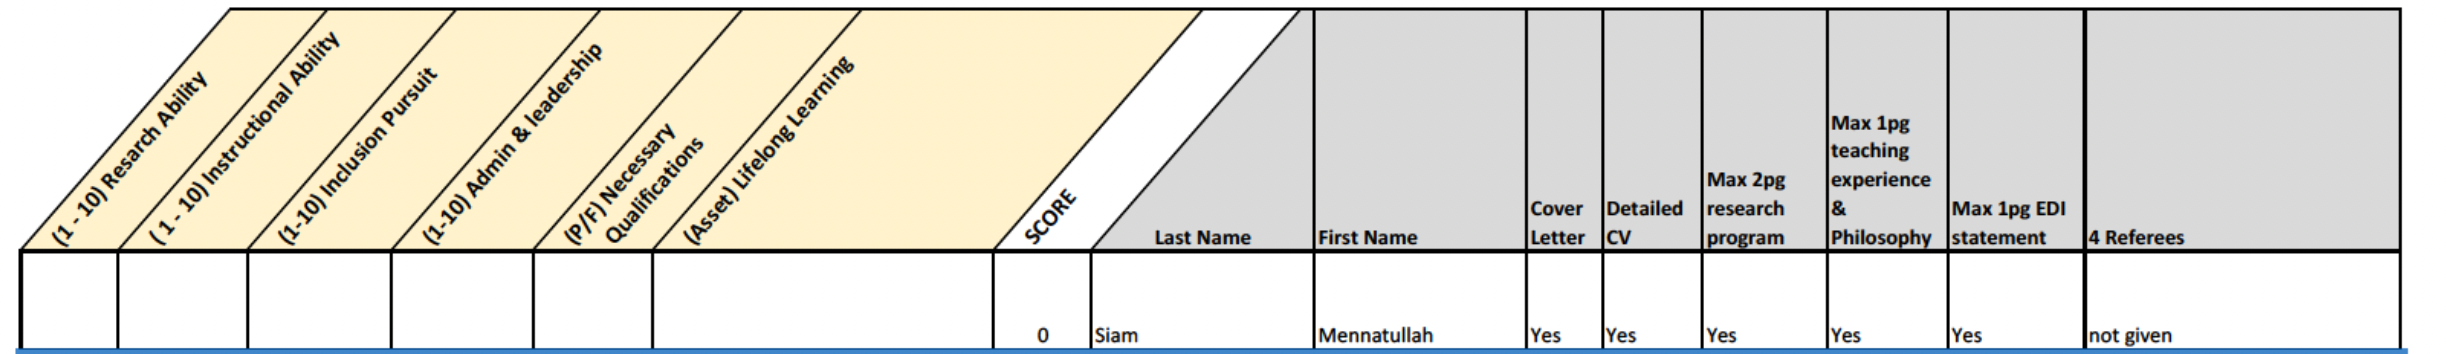 (1 - 10) Resarch Ability
( 1 - 10) Instructional Ability
(1-10) Inclusion Pursuit
(1-10) Admin & leadership
(P/F) Necessary
Qualifications
(Asset) Lifelong Learning
SCORE
Last Name
First Name
Cover
Letter
Detailed
CV
Max 2pg
research
program
Max 1pg
teaching
experience
&
Philosophy
Max 1pg EDI
statement
4 Referees
0
Siam
Mennatullah
Yes
Yes
Yes
Yes
Yes
not given